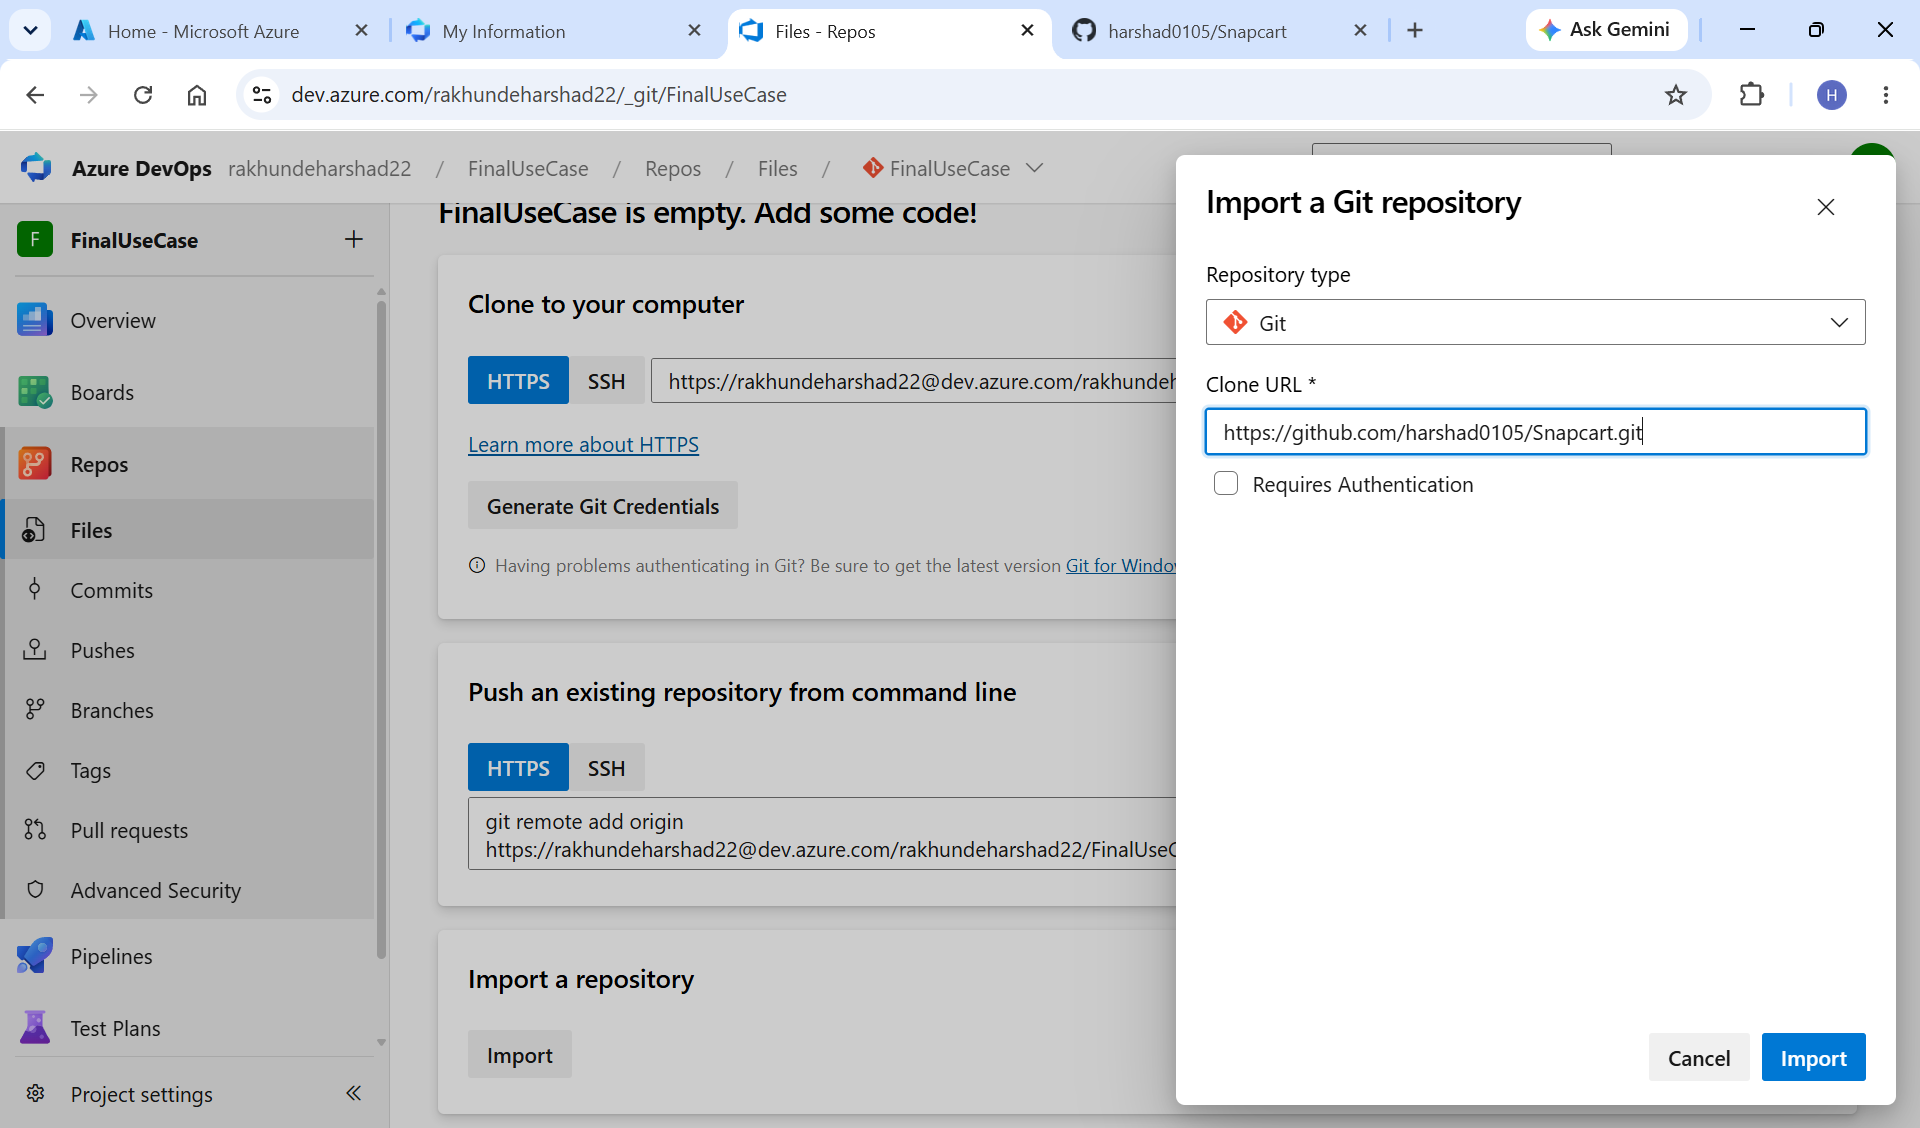 Home - Microsoft Azure
My Information
Files - Repos
harshad0105/Snapcart
Ask Gemini
dev.azure.com/rakhundeharshad22/_git/FinalUseCase
H
Azure DevOps
rakhundeharshad22
/
FinalUseCase
/
Repos
/
Files
/
FinalUseCase
F
FinalUseCase
Overview
Boards
Repos
Files
Commits
Pushes
Branches
Tags
Pull requests
Advanced Security
Pipelines
Test Plans
Project settings
FinalUseCase is empty. Add some code!
Clone to your computer
HTTPS
SSH
https://rakhundeharshad22@dev.azure.com/rakhundeh
Learn more about HTTPS
Generate Git Credentials
Having problems authenticating in Git? Be sure to get the latest version Git for Window
Push an existing repository from command line
HTTPS
SSH
git remote add origin
https://rakhundeharshad22@dev.azure.com/rakhundeharshad22/FinalUseC
Import a repository
Import
Import a Git repository
Repository type
Git
Clone URL *
https://github.com/harshad0105/Snapcart.git
Requires Authentication
Cancel
Import